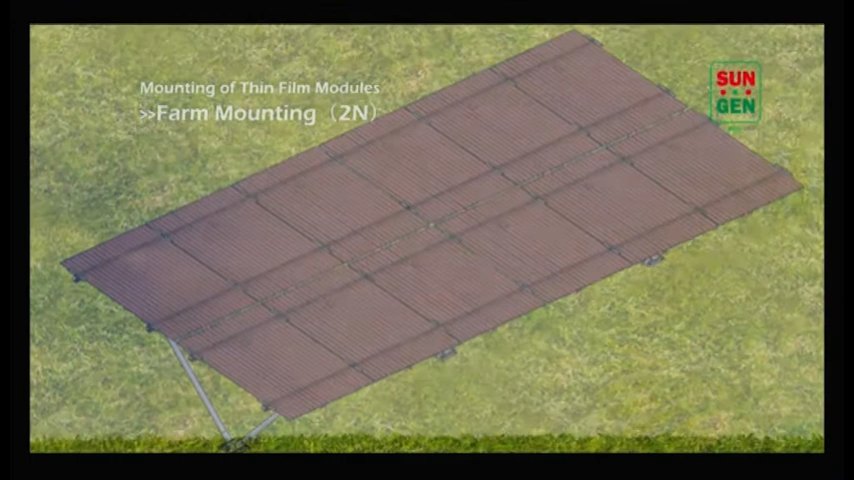 Mounting of Thin Film Modules
>>Farm Mounting (2N)
SUN
GEN